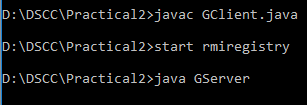 D:\DSCC\Practical2>javac GClient.java
D:\DSCC\Practical2>start rmiregistry
D:\DSCC\Practical2>java GServer